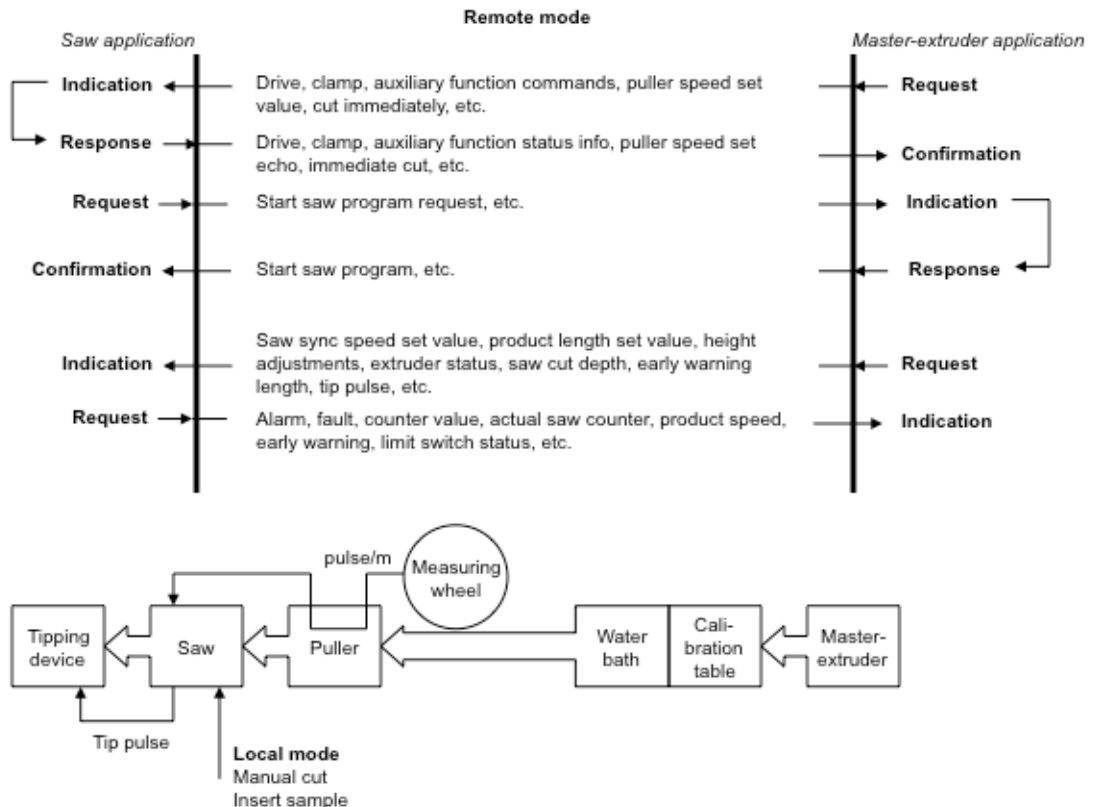 Remote mode
Saw application
Master-extruder application
Indication
Drive, clamp, auxiliary function commands, puller speed set
value, cut immediately, etc.
Request
Response
Drive, clamp, auxiliary function status info, puller speed set
echo, immediate cut, etc.
Confirmation
Request
Start saw program request, etc.
Indication
Confirmation
Start saw program, etc.
Response
Indication
Saw sync speed set value, product length set value, height
adjustments, extruder status, saw cut depth, early warning
length, tip pulse, etc.
Request
Request
Alarm, fault, counter value, actual saw counter, product speed,
early warning, limit switch status, etc.
Indication
pulse/m
Measuring
wheel
Tipping
device
Saw
Puller
Water
bath
Cali-
bration
table
Master-
extruder
Tip pulse
Local mode
Manual cut
Insert sample